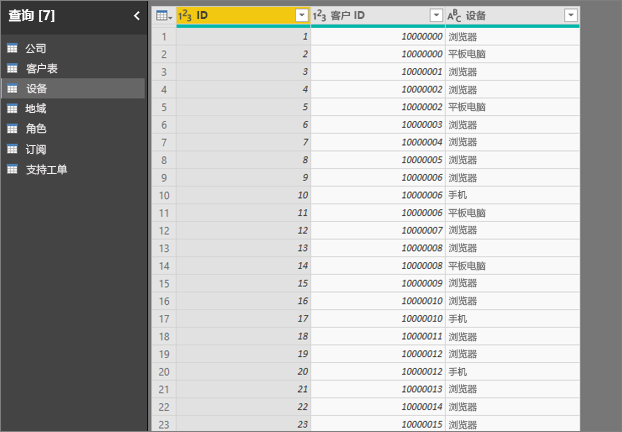 查询 [7]
公司
客户表
设备
地域
角色
订阅
支持工单
1²3 ID 1²3 客户 ID ABC 设备
1 1 10000000 浏览器
2 2 10000000 平板电脑
3 3 10000001 浏览器
4 4 10000002 浏览器
5 5 10000002 平板电脑
6 6 10000003 浏览器
7 7 10000004 浏览器
8 8 10000005 浏览器
9 9 10000006 浏览器
10 10 10000006 手机
11 11 10000006 平板电脑
12 12 10000007 浏览器
13 13 10000008 浏览器
14 14 10000008 平板电脑
15 15 10000009 浏览器
16 16 10000010 浏览器
17 17 10000010 手机
18 18 10000011 浏览器
19 19 10000012 浏览器
20 20 10000012 手机
21 21 10000013 浏览器
22 22 10000014 浏览器
23 23 10000015 浏览器